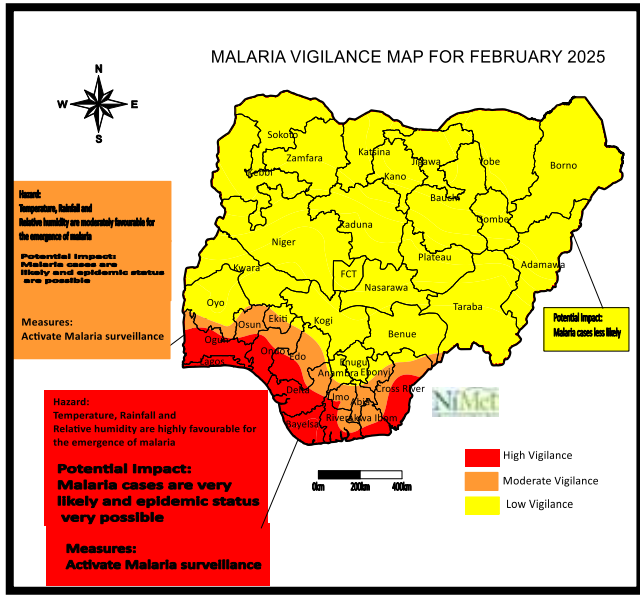 MALARIA VIGILANCE MAP FOR FEBRUARY 2025
N
W
E
S
Sokoto
Katsina
Zamfara
Jigawa
Yobe
Borno
Kebbi
Kano
Bauchi
Gombe
Kaduna
Niger
Plateau
Adamawa
Kwara
FCT
Nasarawa
Taraba
Oyo
Ekiti
Kogi
Osun
Benue
Ogun
Ondo
Edo
Enugu
Lagos
Anambra
Ebonyi
Cross River
Delta
Imo
Abia
Rivers
Akwa Ibom
Bayelsa
Hazard:
Temperature, Rainfall and
Relative humidity are moderately favourable for
the emergence of malaria
Potential Impact:
Malaria cases are
likely and epidemic status
are possible
Measures:
Activate Malaria surveillance
Potential Impact:
Malaria cases less likely
Hazard:
Temperature, Rainfall and
Relative humidity are highly favourable for
the emergence of malaria
Potential Impact:
Malaria cases are very
likely and epidemic status
very possible
Measures:
Activate Malaria surveillance
NiMet
0km
200km
400km
High Vigilance
Moderate Vigilance
Low Vigilance